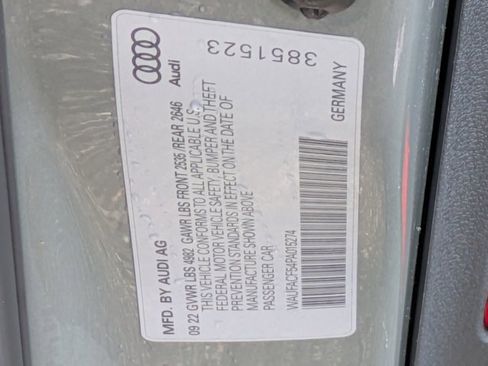 Audi
3851523
MFD. BY AUDI AG
09 22 GVWR LBS 4982 GAWR LBS FRONT 2535 /REAR 2646
THIS VEHICLE CONFORMS TO ALL APPLICABLE U.S.
FEDERAL MOTOR VEHICLE SAFETY, BUMPER AND THEFT
PREVENTION STANDARDS IN EFFECT ON THE DATE OF
MANUFACTURE SHOWN ABOVE
PASSENGER CAR
WAUFACF54PA015274
GERMANY